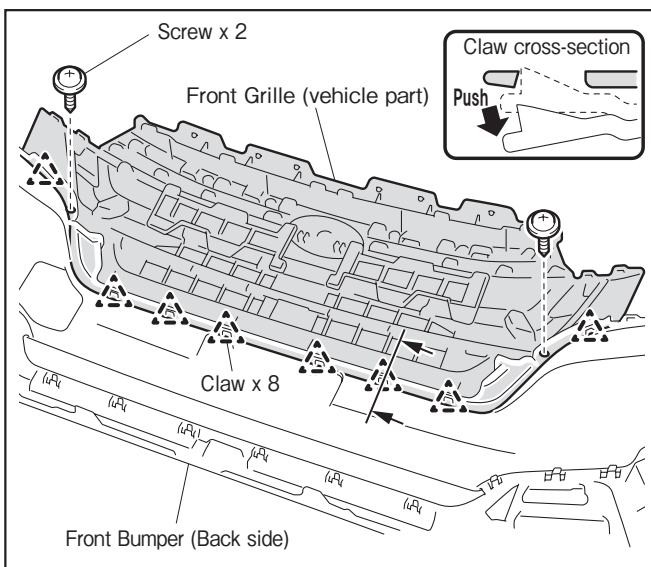 Screw x 2
Claw cross-section
Push
Front Grille (vehicle part)
Claw x 8
Front Bumper (Back side)